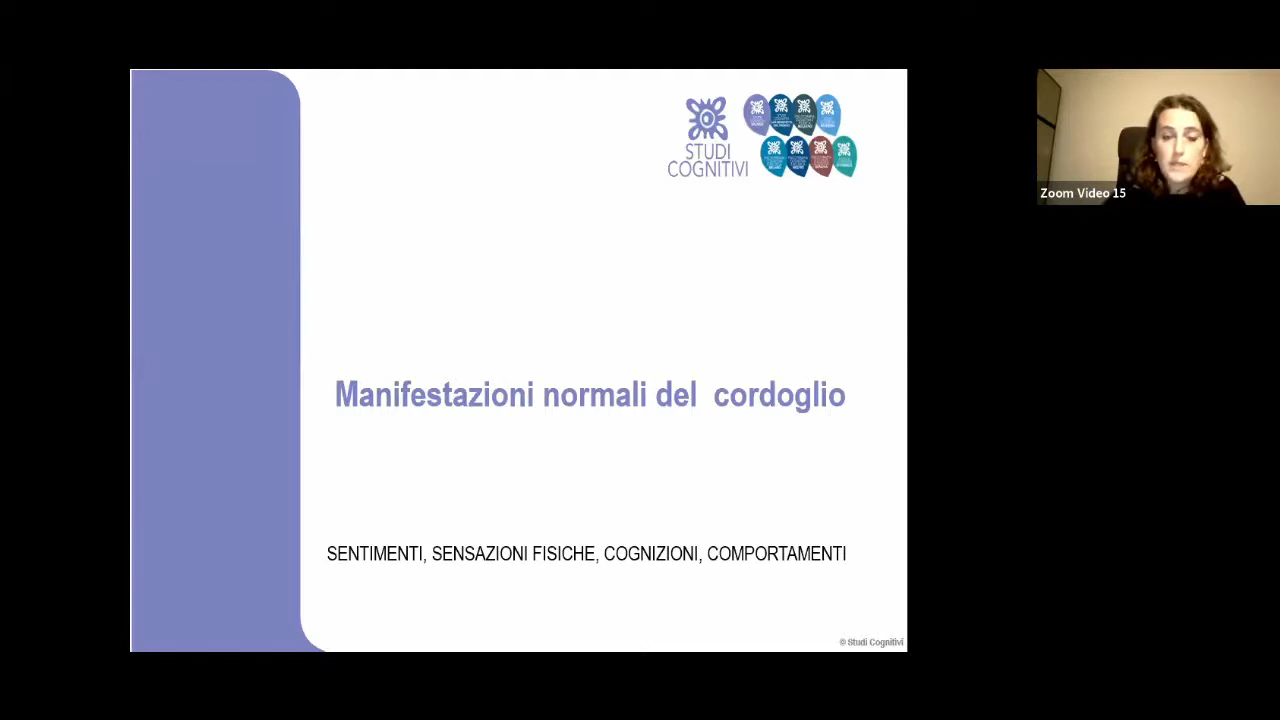 STUDI
COGNITIVI
Zoom Video 15
Manifestazioni normali del cordoglio
SENTIMENTI, SENSAZIONI FISICHE, COGNIZIONI, COMPORTAMENTI
© Studi Cognitivi